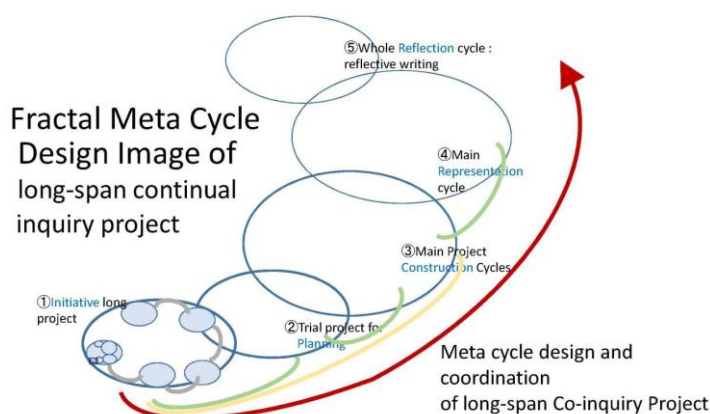 ⑤Whole Reflection cycle :
reflective writing
Fractal Meta Cycle
Design Image of
long-span continual
inquiry project
④Main
Representation
cycle
③Main Project
Construction Cycles
①Initiative long
project
②Trial project for
Planning
Meta cycle design and
coordination
of long-span Co-inquiry Project